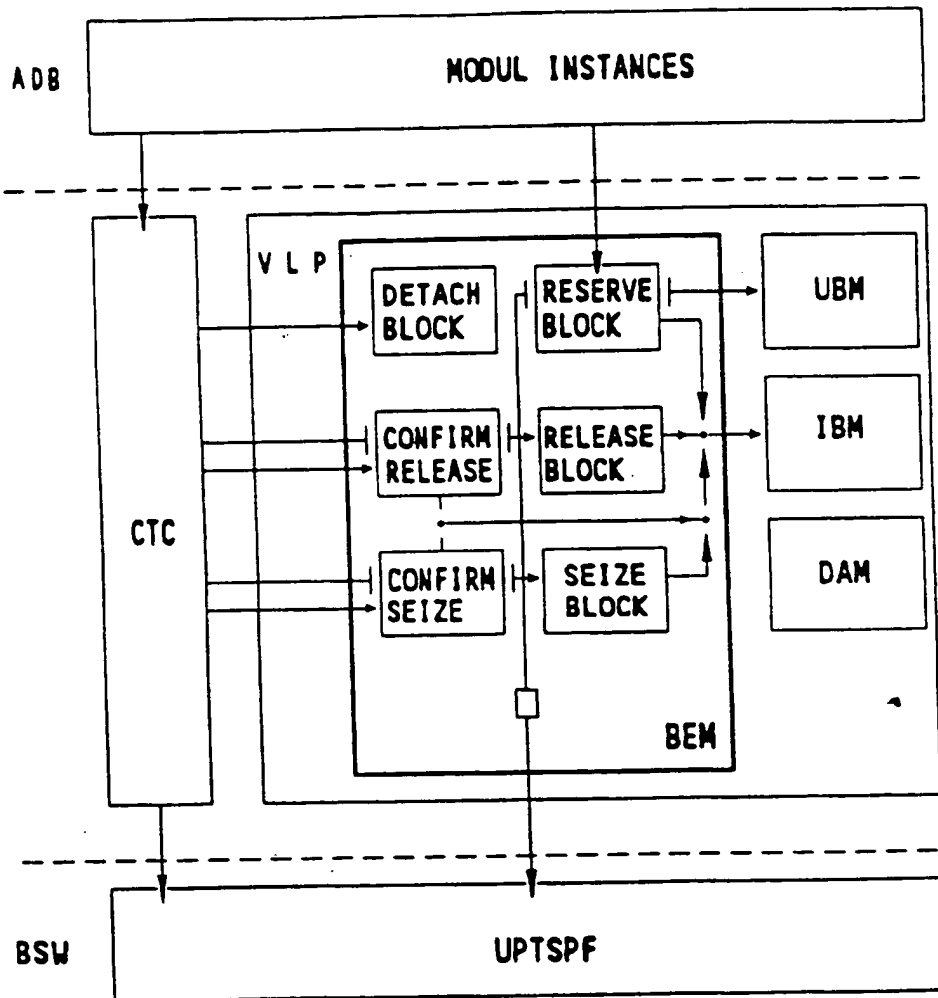 ADB
MODUL INSTANCES
VLP
DETACH
BLOCK
RESERVE
BLOCK
UBM
CONFIRM
RELEASE
RELEASE
BLOCK
IBM
CTC
CONFIRM
SEIZE
SEIZE
BLOCK
DAM
BEM
BSW
UPTSPF